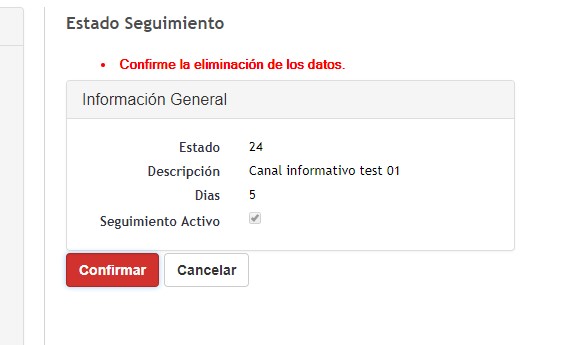 Estado Seguimiento
Confirme la eliminación de los datos.
Información General
Estado 24
Descripción Canal informativo test 01
Dias 5
Seguimiento Activo
Confirmar Cancelar